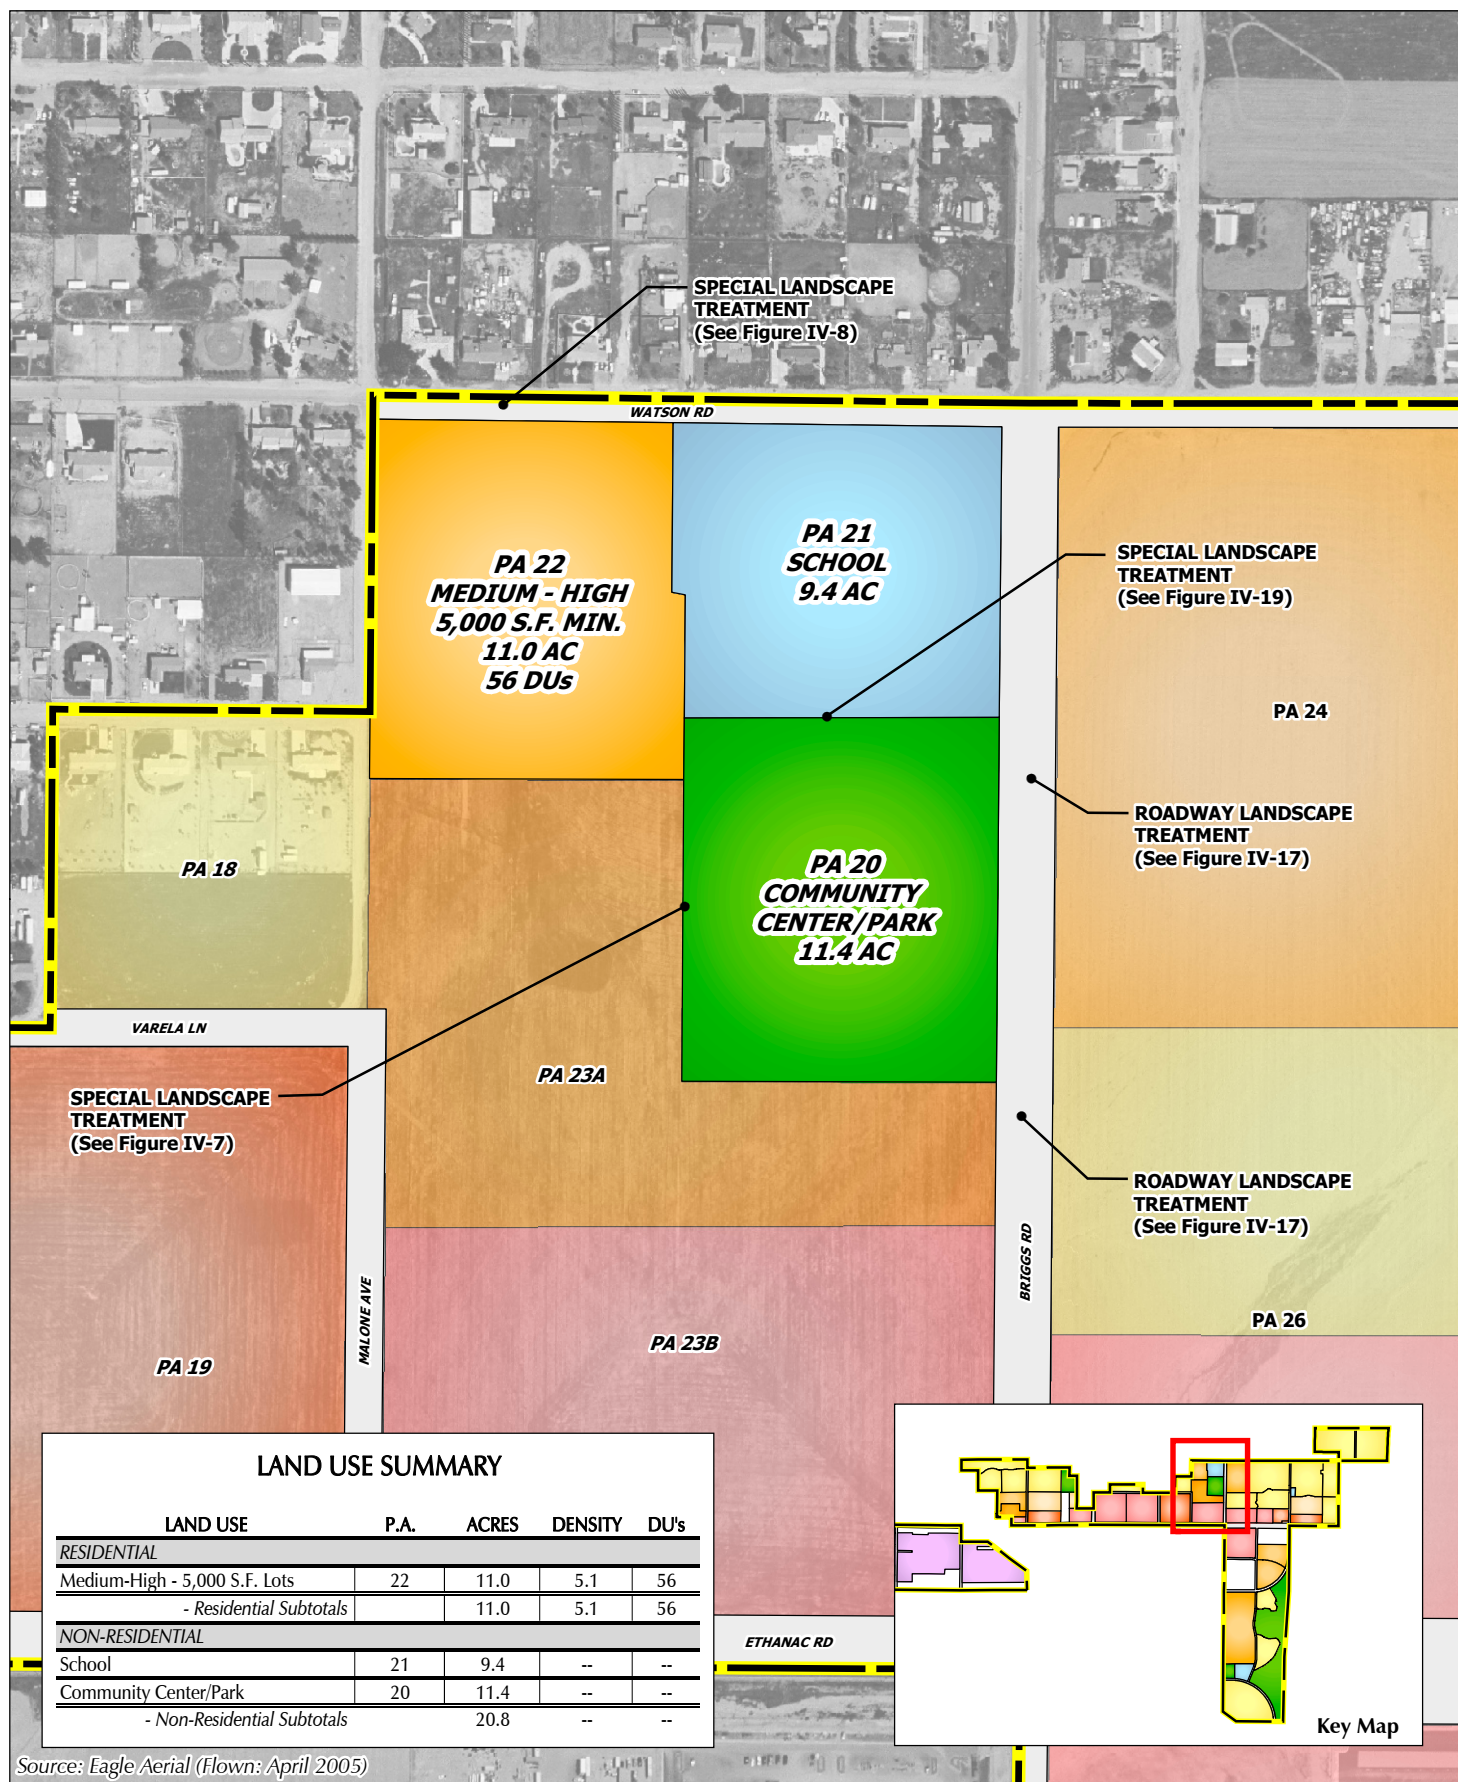 SPECIAL LANDSCAPE
TREATMENT
(See Figure IV-8)
WATSON RD
PA 22
MEDIUM - HIGH
5,000 S.F. MIN.
11.0 AC
56 DUs
PA 21
SCHOOL
9.4 AC
SPECIAL LANDSCAPE
TREATMENT
(See Figure IV-19)
PA 24
ROADWAY LANDSCAPE
TREATMENT
(See Figure IV-17)
PA 18
PA 20
COMMUNITY
CENTER/PARK
11.4 AC
VARELA LN
PA 23A
SPECIAL LANDSCAPE
TREATMENT
(See Figure IV-7)
ROADWAY LANDSCAPE
TREATMENT
(See Figure IV-17)
BRIGGS RD
MALONE AVE
PA 26
PA 23B
PA 19
LAND USE SUMMARY
LAND USE P.A. ACRES DENSITY DU's
RESIDENTIAL
Medium-High - 5,000 S.F. Lots 22 11.0 5.1 56
- Residential Subtotals 11.0 5.1 56
NON-RESIDENTIAL
School 21 9.4 -- --
Community Center/Park 20 11.4 -- --
- Non-Residential Subtotals 20.8 -- --
ETHANAC RD
Key Map
Source: Eagle Aerial (Flown: April 2005)